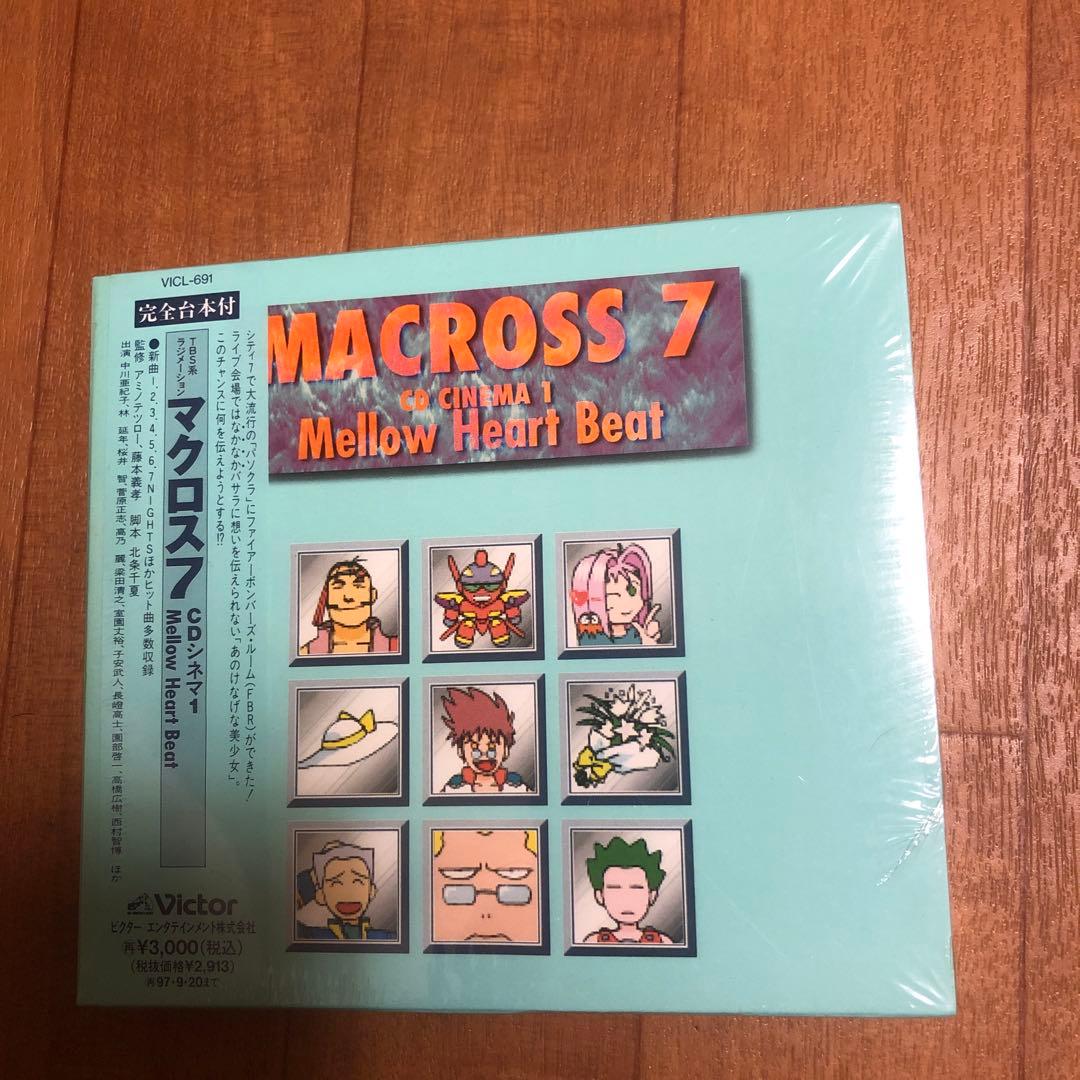 VICL-691
完全台本付
TBS系
ラジメーション
マクロス7
CDシネマ1
Mellow Heart Beat
シティ7で大流行の「パソクラ」にファイアーボンバーズ・ルーム(FBR)ができた!
ライブ会場ではなかなかバサラに想いを伝えられない「あのけなげな美少女」。
このチャンスに何を伝えようとする!?
●新曲1.2.3.4.5.6.7NIGHTSほかヒット曲多数収録
監修 アミノテツロー、藤本義孝 脚本 北条千夏
出演 中川亜紀子、林 延年、桜井 智、菅原正志、高乃 麗、梁田清之、室園丈裕、子安武人、長嶝高士、園部啓一、高橋広樹、西村智博 ほか
Victor
ビクター エンタテインメント株式会社
再¥3,000(税込)
(税抜価格¥2,913)
再97・9・20まで
MACROSS 7
CD CINEMA 1
Mellow Heart Beat